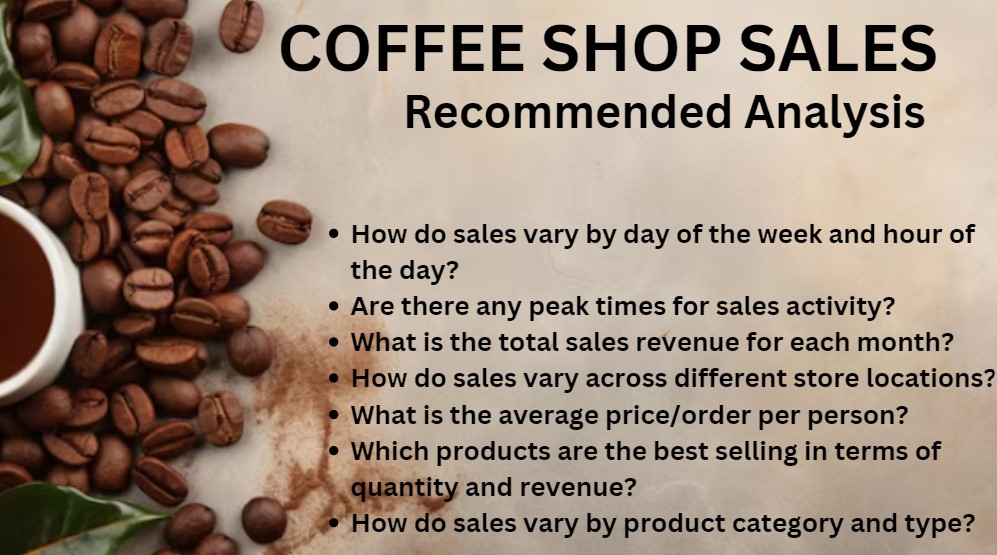 COFFEE SHOP SALES
Recommended Analysis
• How do sales vary by day of the week and hour of
the day?
• Are there any peak times for sales activity?
• What is the total sales revenue for each month?
• How do sales vary across different store locations?
• What is the average price/order per person?
• Which products are the best selling in terms of
quantity and revenue?
• How do sales vary by product category and type?